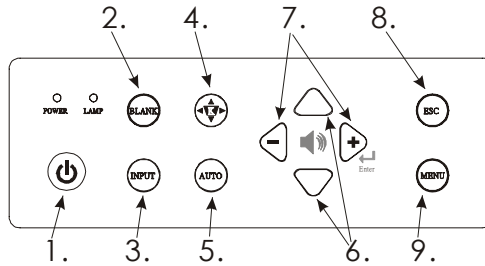 2. 4. 7. 8.
POWER LAMP BLANK ESC
INPUT AUTO Enter MENU
1. 3. 5. 6. 9.